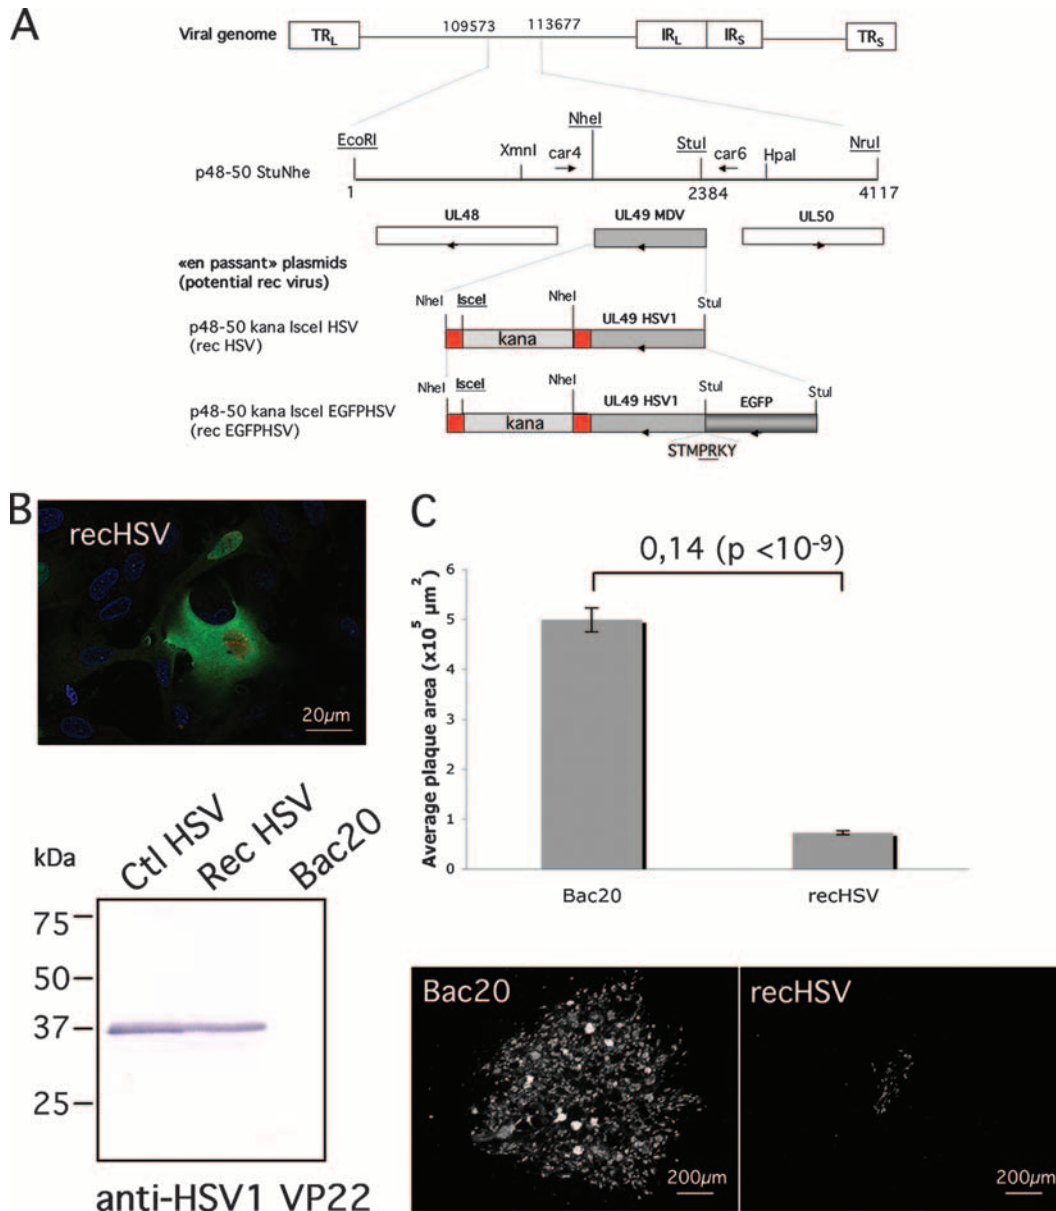 A
Viral genome
TRL
109573
113677
IRL
IRS
TRS
EcoRI
XmnI
car4
NheI
StuI
car6
HpaI
NruI
p48-50 StuNhe
1
2384
4117
UL48
UL49 MDV
UL50
«en passant» plasmids
(potential rec virus)
NheI
IsceI
NheI
StuI
p48-50 kana IsceI HSV
(rec HSV)
kana
UL49 HSV1
NheI
IsceI
NheI
StuI
StuI
p48-50 kana IsceI EGFPHSV
(rec EGFPHSV)
kana
UL49 HSV1
EGFP
STMPRKY
B
recHSV
20µm
kDa
Ctl HSV
Rec HSV
Bac20
75
50
37
25
anti-HSV1 VP22
C
0,14 (p <10-9)
Average plaque area (x10⁵ µm²)
6
5
4
3
2
1
0
Bac20
recHSV
Bac20
200µm
recHSV
200µm